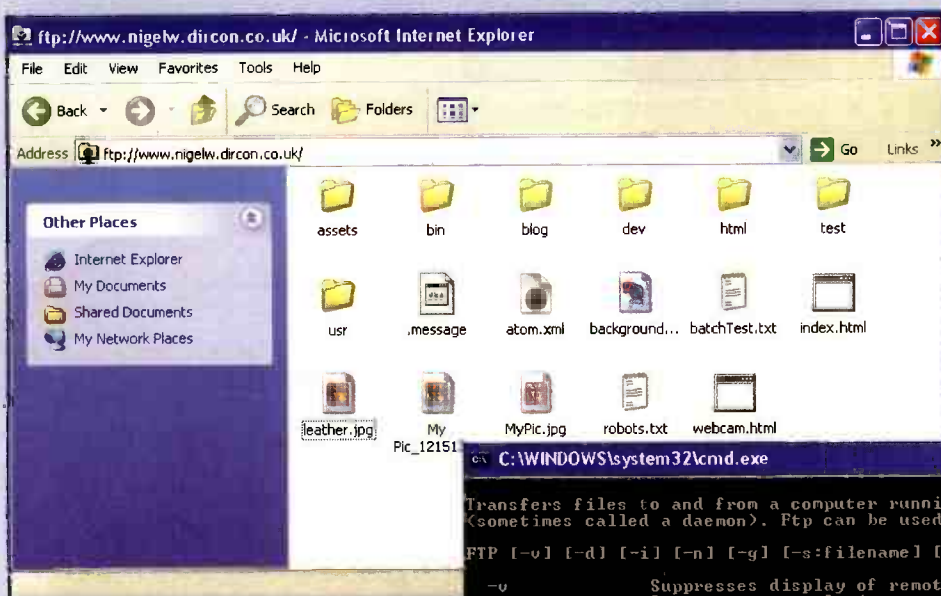 ftp://www.nigelw.dircon.co.uk/ - Microsoft Internet Explorer
File Edit View Favorites Tools Help
Back Search Folders
Address ftp://www.nigelw.dircon.co.uk/ Go Links »
Other Places
Internet Explorer
My Documents
Shared Documents
My Network Places
assets bin blog dev html test
usr .message atom.xml background... batchTest.txt index.html
leather.jpg My Pic_12151 MyPic.jpg robots.txt webcam.html
C:\WINDOWS\system32\cmd.exe
Transfers files to and from a computer runni
(sometimes called a daemon). Ftp can be used
FTP [-v] [-d] [-i] [-n] [-g] [-s:filename] [
-v Suppresses display of remot